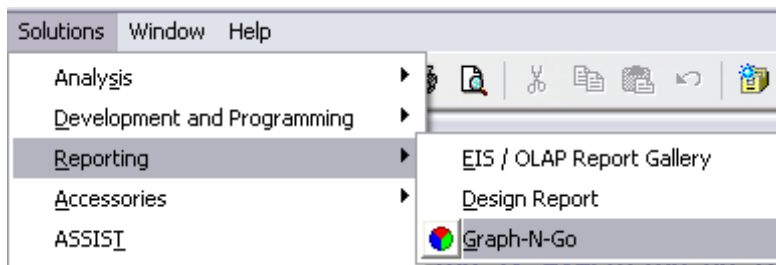 Solutions Window Help
Analysis
Development and Programming
Reporting
EIS / OLAP Report Gallery
Accessories
Design Report
ASSIST
Graph-N-Go